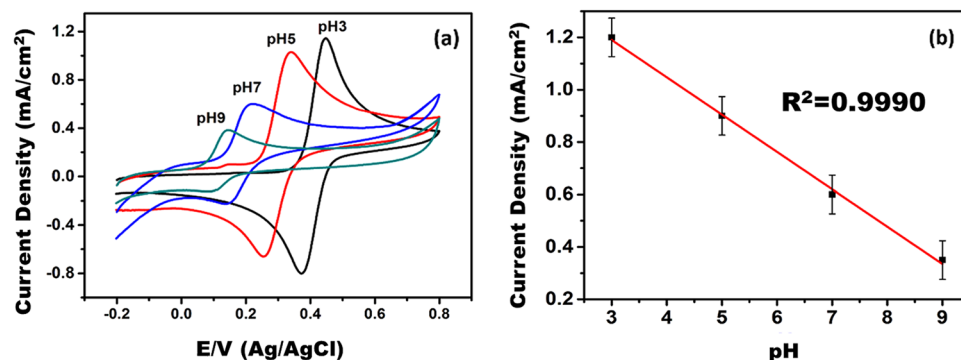 (a)
pH3
pH5
pH7
pH9
Current Density (mA/cm²)
1.2
0.8
0.4
0.0
-0.4
-0.8
-0.2 0.0 0.2 0.4 0.6 0.8
E/V (Ag/AgCl)
(b)
R²=0.9990
Current Density (mA/cm²)
1.2
1.0
0.8
0.6
0.4
0.2
3 4 5 6 7 8 9
pH